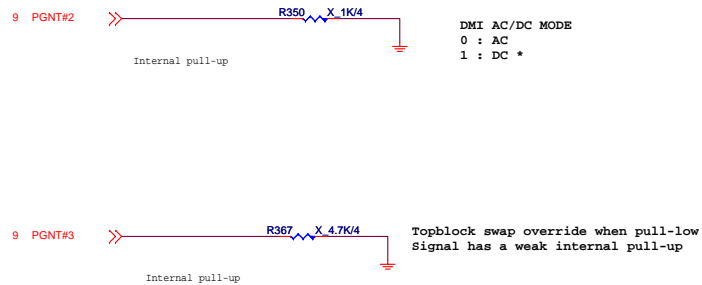 9 PGNT#2 R350 X_1K/4
DMI AC/DC MODE
0 : AC
1 : DC *
Internal pull-up
9 PGNT#3 R367 X_4.7K/4
Topblock swap override when pull-low
Signal has a weak internal pull-up
Internal pull-up